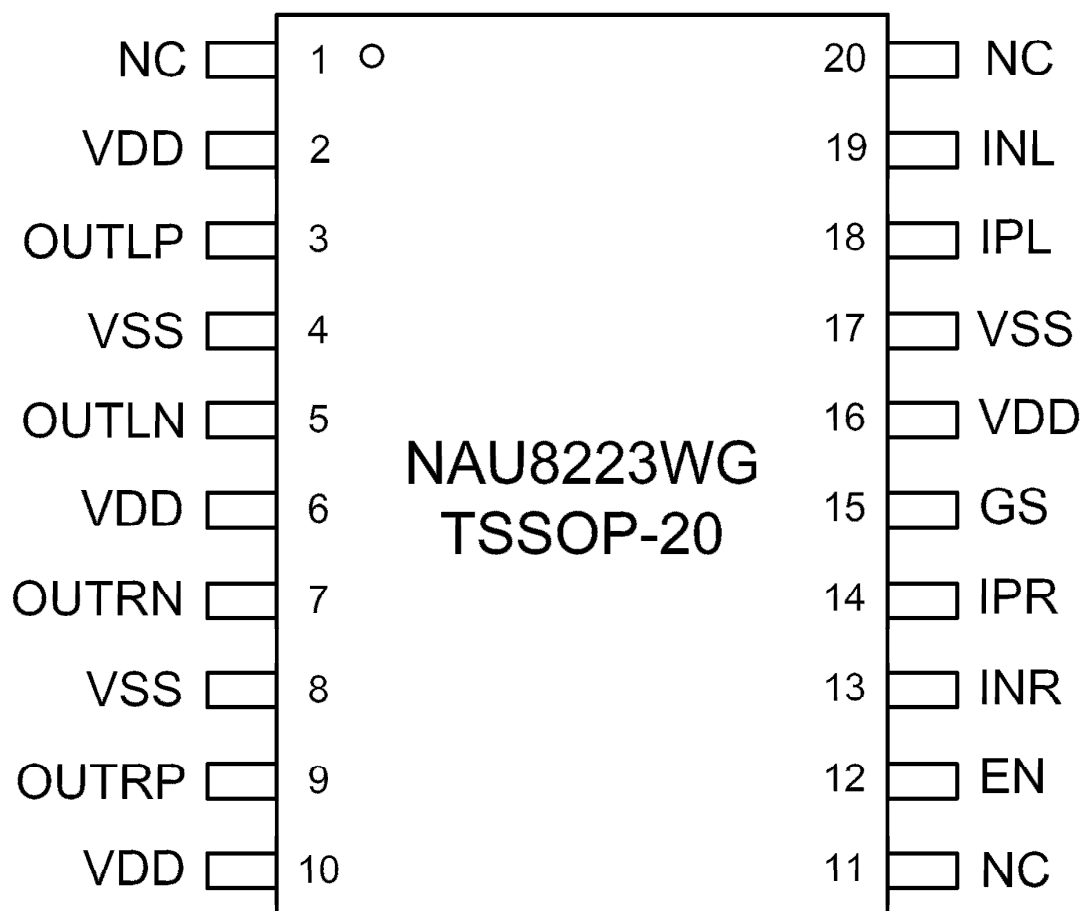 NC 1 20 NC
VDD 2 19 INL
OUTLP 3 18 IPL
VSS 4 17 VSS
OUTLN 5 16 VDD
NAU8223WG
VDD 6 15 GS
TSSOP-20
OUTRN 7 14 IPR
VSS 8 13 INR
OUTRP 9 12 EN
VDD 10 11 NC